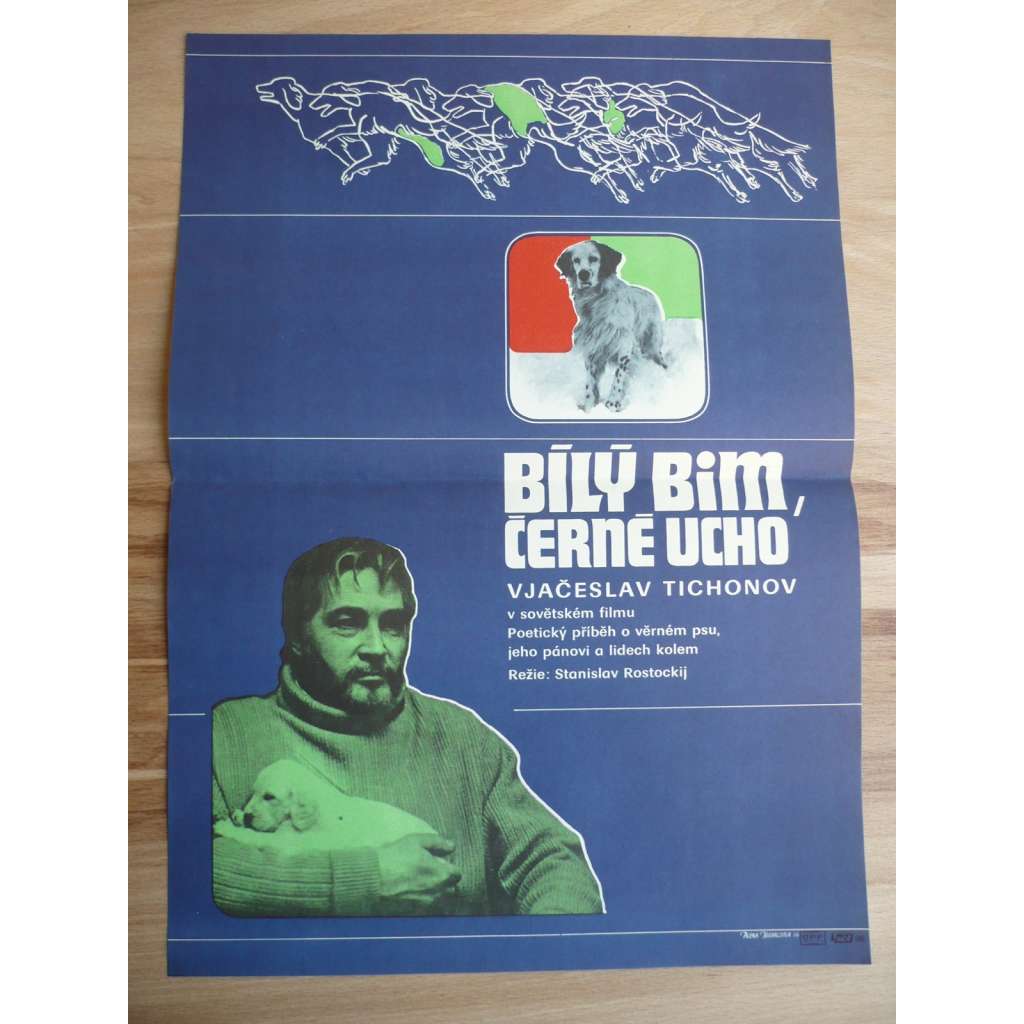 BÍLÝ BiM,
ČERNÉ UCHO
VJAČESLAV TICHONOV
v sovětském filmu
Poetický příběh o věrném psu,
jeho pánovi a lidech kolem
Režie: Stanislav Rostockij